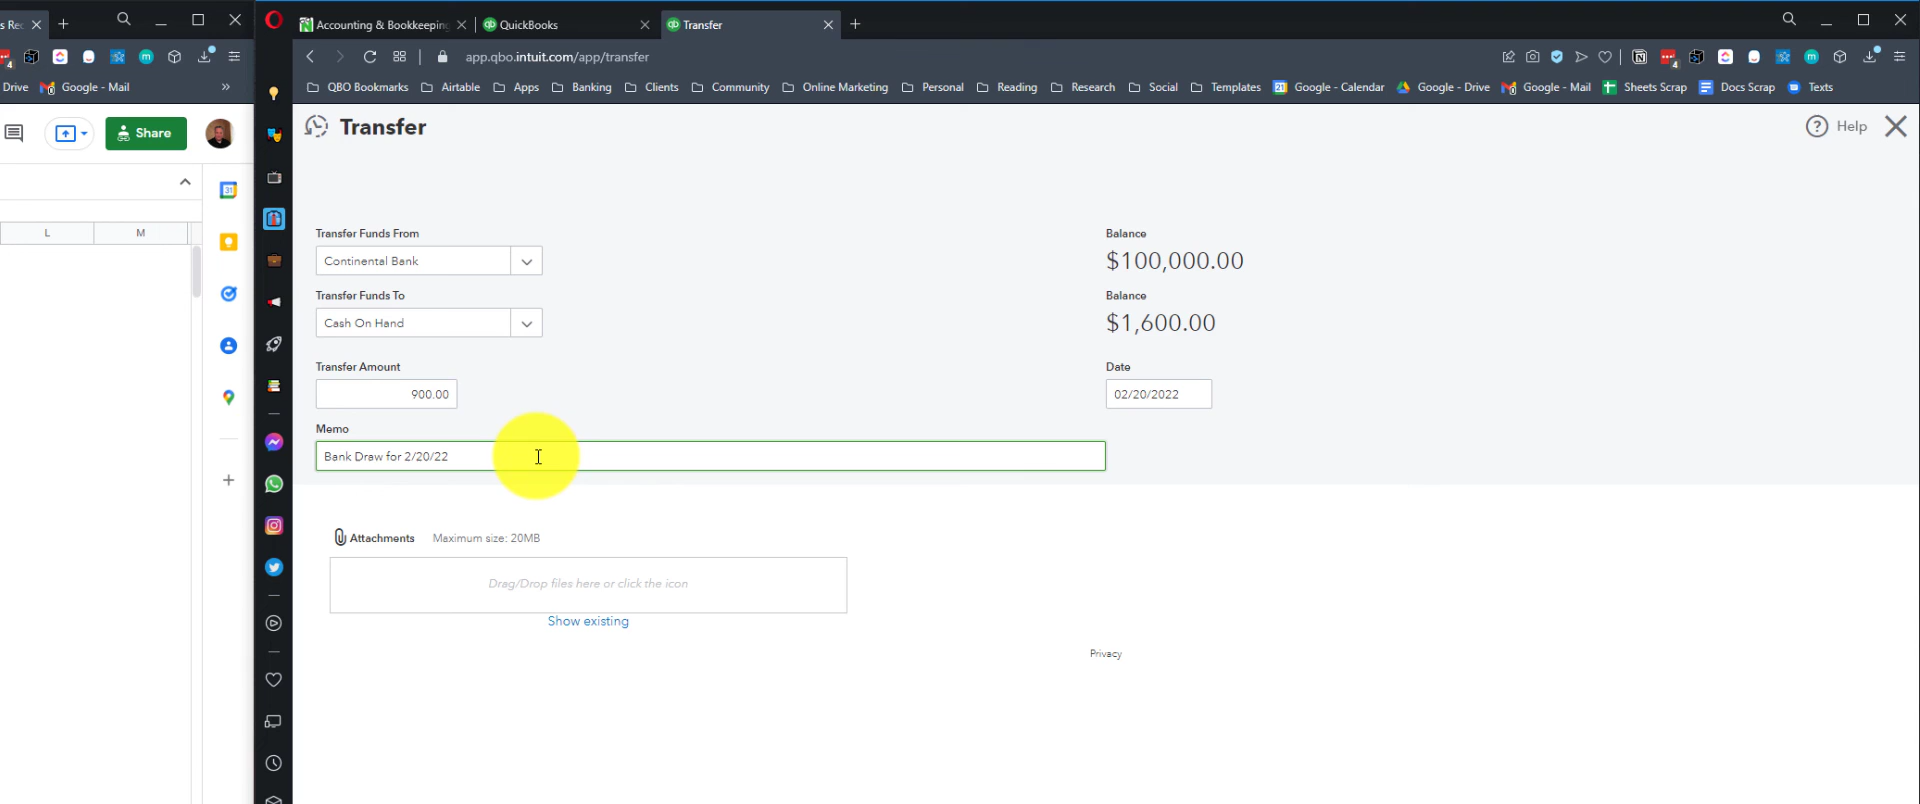 s Rec
Accounting & Bookkeeping
QuickBooks
Transfer
app.qbo.intuit.com/app/transfer
4
4
Drive
Google - Mail
»
QBO Bookmarks
Airtable
Apps
Banking
Clients
Community
Online Marketing
Personal
Reading
Research
Social
Templates
Google - Calendar
Google - Drive
Google - Mail
Sheets Scrap
Docs Scrap
Texts
Share
Transfer
Help
31
L
M
Transfer Funds From
Balance
Continental Bank
$100,000.00
Transfer Funds To
Balance
Cash On Hand
$1,600.00
Transfer Amount
Date
900.00
02/20/2022
Memo
Bank Draw for 2/20/22
Attachments
Maximum size: 20MB
Drag/Drop files here or click the icon
Show existing
Privacy